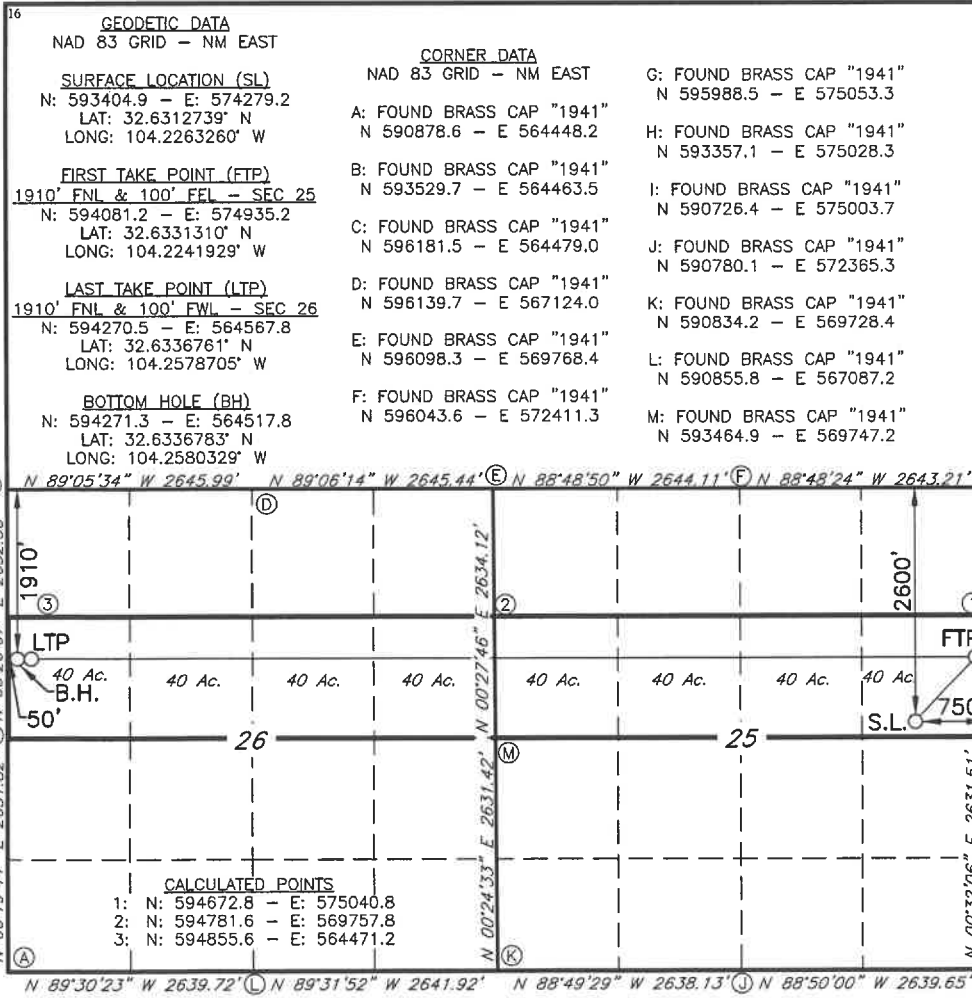 16
GEODETIC DATA
NAD 83 GRID – NM EAST
SURFACE LOCATION (SL)
N: 593404.9 – E: 574279.2
LAT: 32.6312739° N
LONG: 104.2263260° W
FIRST TAKE POINT (FTP)
1910' FNL & 100' FEL – SEC 25
N: 594081.2 – E: 574935.2
LAT: 32.6331310° N
LONG: 104.2241929° W
LAST TAKE POINT (LTP)
1910' FNL & 100' FWL – SEC 26
N: 594270.5 – E: 564567.8
LAT: 32.6336761° N
LONG: 104.2578705° W
BOTTOM HOLE (BH)
N: 594271.3 – E: 564517.8
LAT: 32.6336783° N
LONG: 104.2580329° W
CORNER DATA
NAD 83 GRID – NM EAST
A: FOUND BRASS CAP "1941"
N 590878.6 – E 564448.2
B: FOUND BRASS CAP "1941"
N 593529.7 – E 564463.5
C: FOUND BRASS CAP "1941"
N 596181.5 – E 564479.0
D: FOUND BRASS CAP "1941"
N 596139.7 – E 567124.0
E: FOUND BRASS CAP "1941"
N 596098.3 – E 569768.4
F: FOUND BRASS CAP "1941"
N 596043.6 – E 572411.3
G: FOUND BRASS CAP "1941"
N 595988.5 – E 575053.3
H: FOUND BRASS CAP "1941"
N 593357.1 – E 575028.3
I: FOUND BRASS CAP "1941"
N 590726.4 – E 575003.7
J: FOUND BRASS CAP "1941"
N 590780.1 – E 572365.3
K: FOUND BRASS CAP "1941"
N 590834.2 – E 569728.4
L: FOUND BRASS CAP "1941"
N 590855.8 – E 567087.2
M: FOUND BRASS CAP "1941"
N 593464.9 – E 569747.2
N 89°05'34" W 2645.99' N 89°06'14" W 2645.44' E N 88°48'50" W 2644.11' F N 88°48'24" W 2643.21'
D
1910'
N 00°27'46" E 2634.12'
2600'
3
2
LTP
FTP
40 Ac. 40 Ac. 40 Ac. 40 Ac. 40 Ac. 40 Ac. 40 Ac. 40 Ac.
B.H.
50'
S.L.
750
26
25
M
N 00°24'33" E 2631.42'
N 00°32'06" E 2631.51'
CALCULATED POINTS
1: N: 594672.8 – E: 575040.8
2: N: 594781.6 – E: 569757.8
3: N: 594855.6 – E: 564471.2
A
K
N 89°30'23" W 2639.72' L N 89°31'52" W 2641.92' N 88°49'29" W 2638.13' J N 88°50'00" W 2639.65'